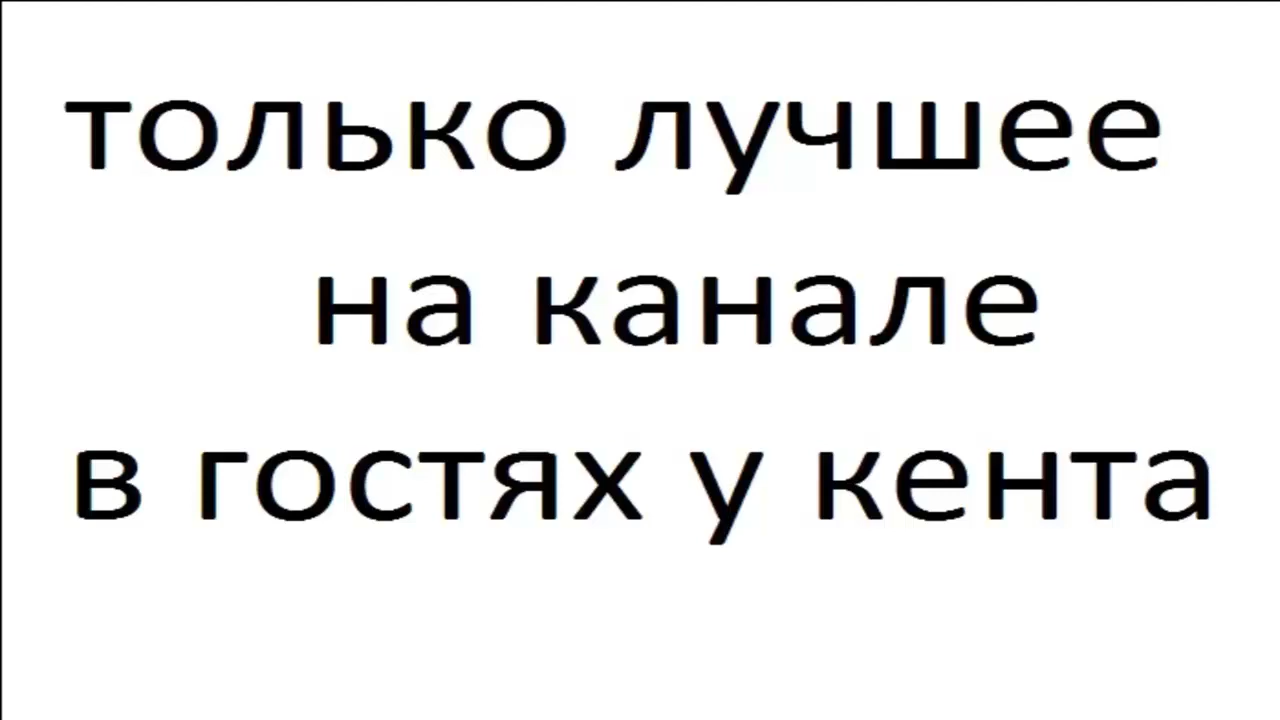 только лучшее
на канале
в гостях у кента